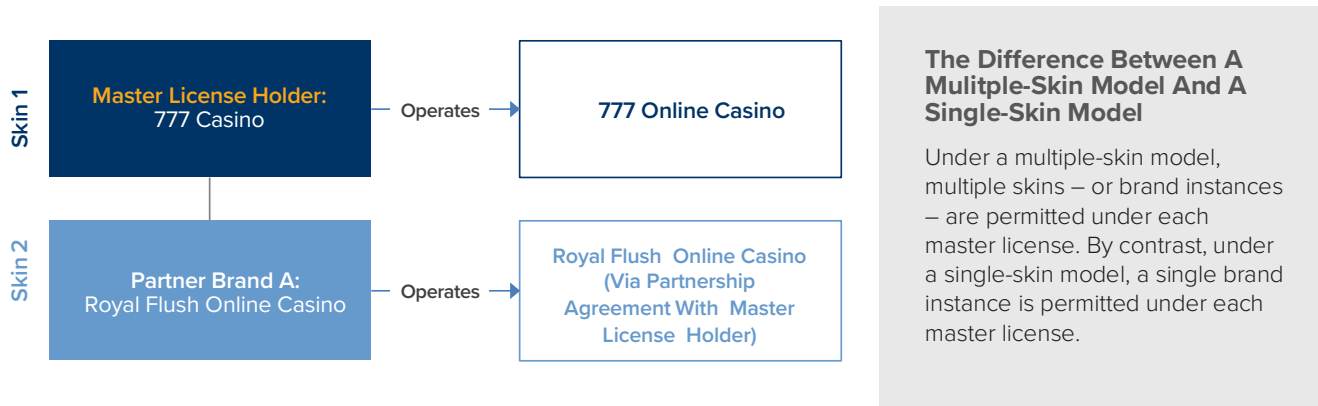 Skin 1
Master License Holder:
777 Casino
Operates
777 Online Casino
Skin 2
Partner Brand A:
Royal Flush Online Casino
Operates
Royal Flush Online Casino
(Via Partnership
Agreement With Master
License Holder)
The Difference Between A
Mulitple-Skin Model And A
Single-Skin Model
Under a multiple-skin model,
multiple skins – or brand instances
– are permitted under each
master license. By contrast, under
a single-skin model, a single brand
instance is permitted under each
master license.